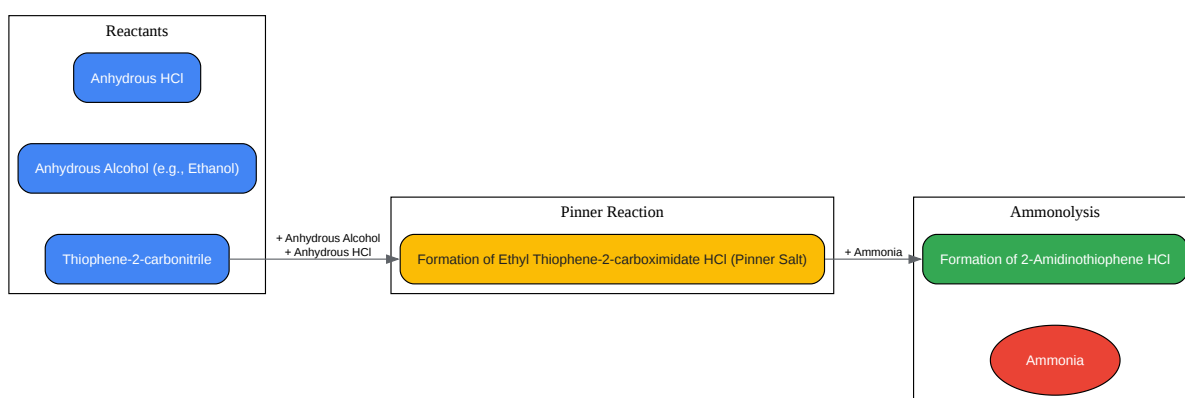 Reactants
Anhydrous HCl
Anhydrous Alcohol (e.g., Ethanol)
Thiophene-2-carbonitrile
+ Anhydrous Alcohol
+ Anhydrous HCl
Pinner Reaction
Formation of Ethyl Thiophene-2-carboximidate HCl (Pinner Salt)
+ Ammonia
Ammonolysis
Formation of 2-Amidinothiophene HCl
Ammonia